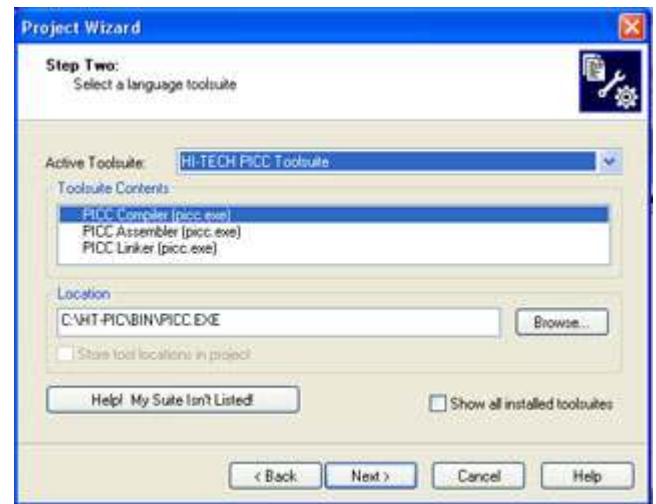 Project Wizard
Step Two:
Select a language toolsuite
Active Toolsuite: HI-TECH PICC Toolsuite
Toolsuite Contents
PICC Compiler (picc.exe)
PICC Assembler (picc.exe)
PICC Linker (picc.exe)
Location
C:\HT-PIC\BIN\PICC.EXE Browse...
Store tool locations in project
Help! My Suite Isn't Listed! Show all installed toolsuites
< Back Next > Cancel Help